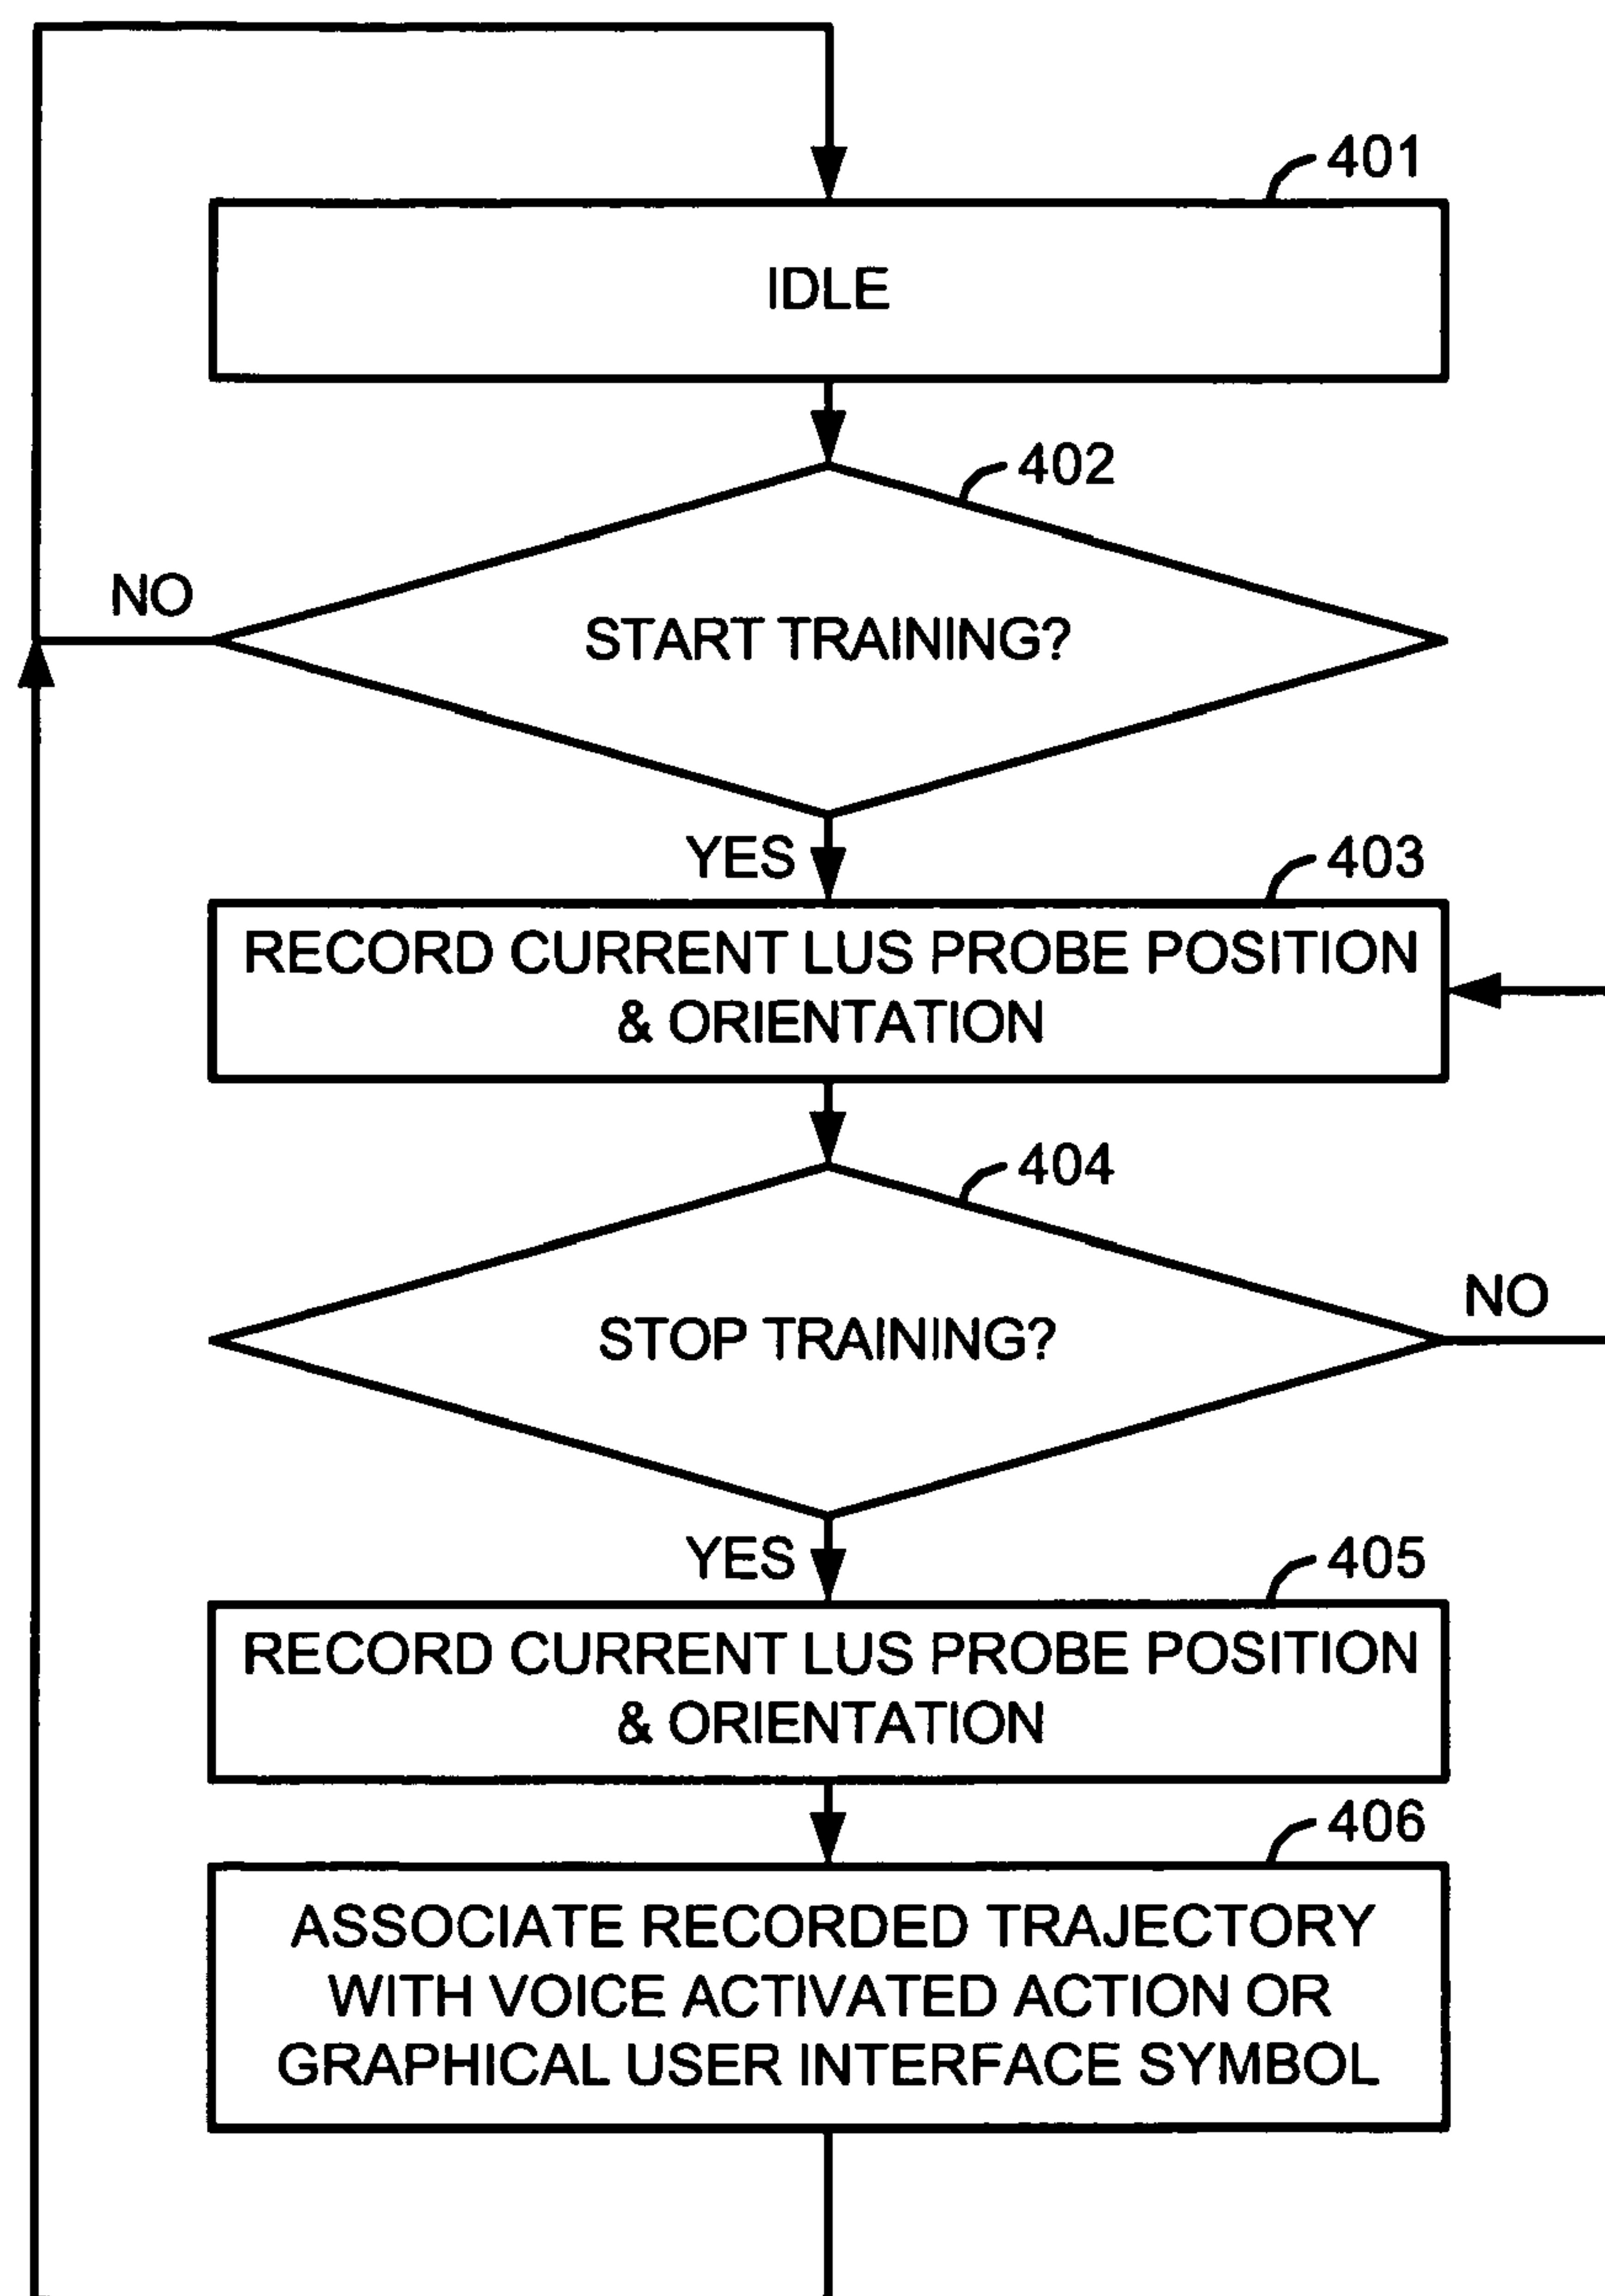 401
IDLE
402
NO
START TRAINING?
YES
403
RECORD CURRENT LUS PROBE POSITION
& ORIENTATION
404
NO
STOP TRAINING?
YES
405
RECORD CURRENT LUS PROBE POSITION
& ORIENTATION
406
ASSOCIATE RECORDED TRAJECTORY
WITH VOICE ACTIVATED ACTION OR
GRAPHICAL USER INTERFACE SYMBOL